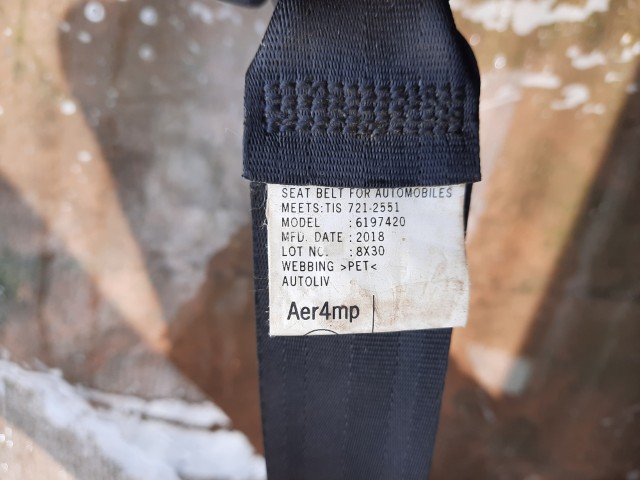 SEAT BELT FOR AUTOMOBILES
MEETS:TIS 721-2551
MODEL : 6197420
MFD. DATE : 2018
LOT NO. : 8X30
WEBBING >PET<
AUTOLIV
Aer4mp